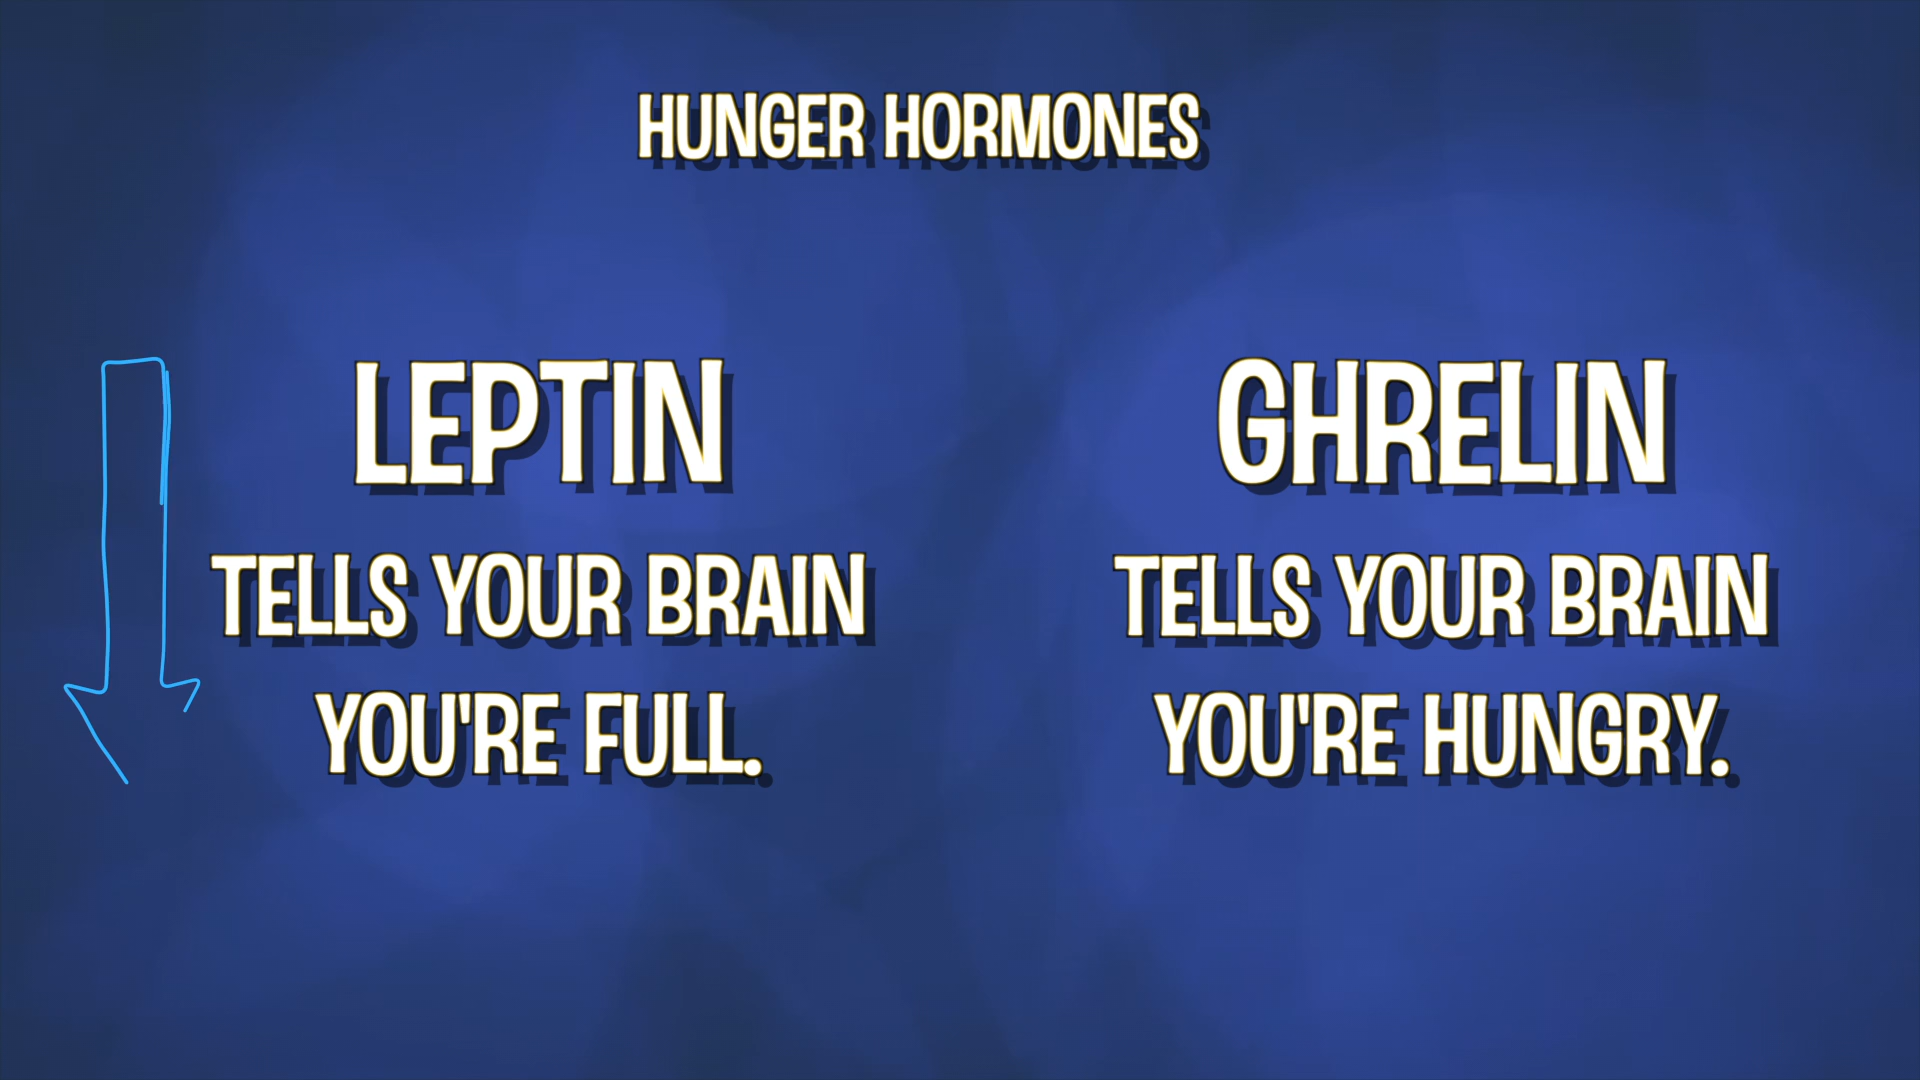 HUNGER HORMONES
LEPTIN
TELLS YOUR BRAIN
YOU'RE FULL.
GHRELIN
TELLS YOUR BRAIN
YOU'RE HUNGRY.